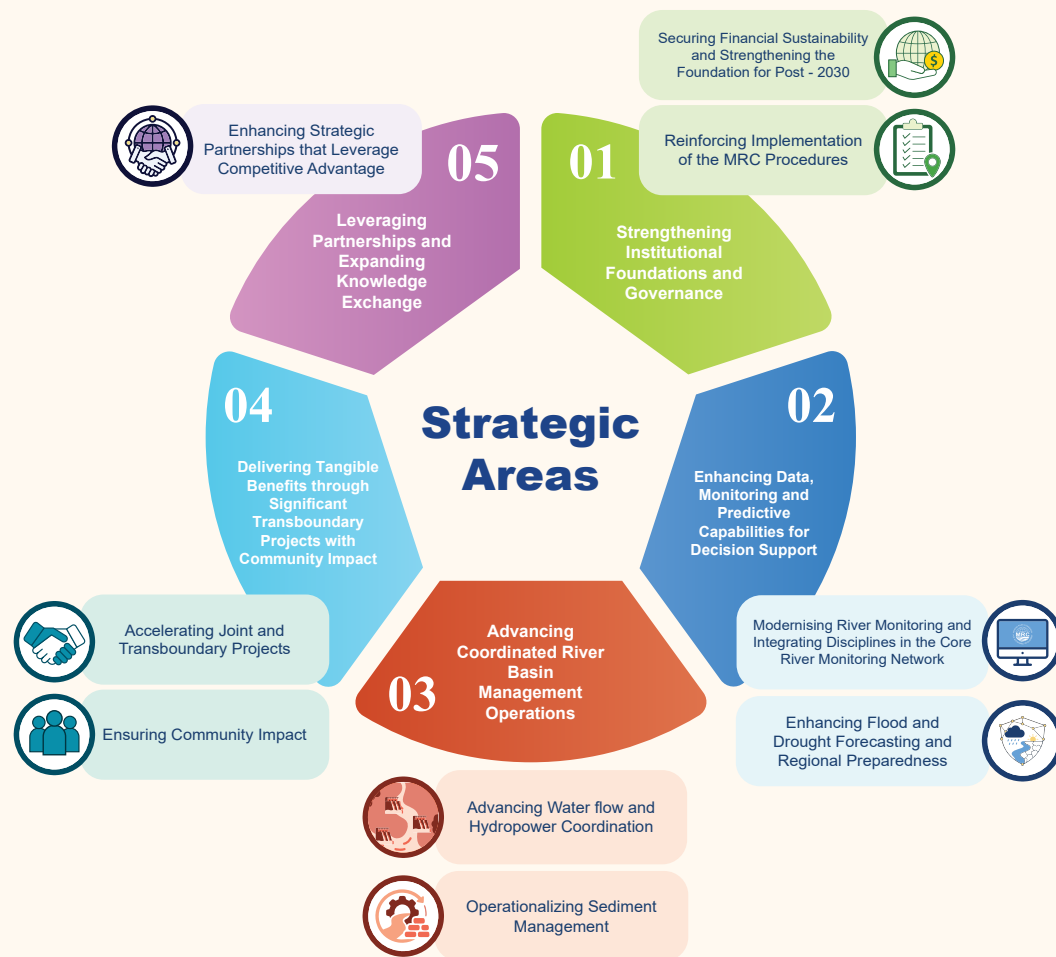 Strategic
Areas
01
Strengthening
Institutional
Foundations and
Governance
Securing Financial Sustainability
and Strengthening the
Foundation for Post - 2030
$
Reinforcing Implementation
of the MRC Procedures
02
Enhancing Data,
Monitoring and
Predictive
Capabilities for
Decision Support
Modernising River Monitoring and
Integrating Disciplines in the Core
River Monitoring Network
MRC
Enhancing Flood and
Drought Forecasting and
Regional Preparedness
03
Advancing
Coordinated River
Basin
Management
Operations
Advancing Water flow and
Hydropower Coordination
Operationalizing Sediment
Management
04
Delivering Tangible
Benefits through
Significant
Transboundary
Projects with
Community Impact
Accelerating Joint and
Transboundary Projects
Ensuring Community Impact
05
Leveraging
Partnerships and
Expanding
Knowledge
Exchange
Enhancing Strategic
Partnerships that Leverage
Competitive Advantage